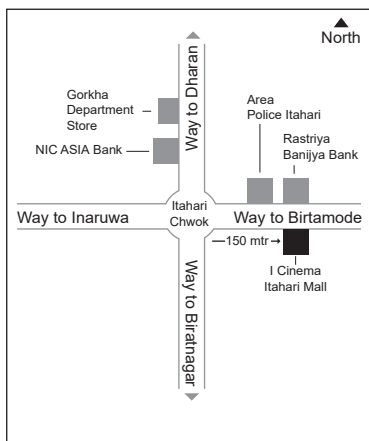 North
Gorkha
Department
Store
Way to Dharan
Area
Police Itahari
NIC ASIA Bank
Rastriya
Banijya Bank
Way to Inaruwa
Itahari
Chwok
Way to Birtamode
150 mtr
I Cinema
Itahari Mall
Way to Biratnagar